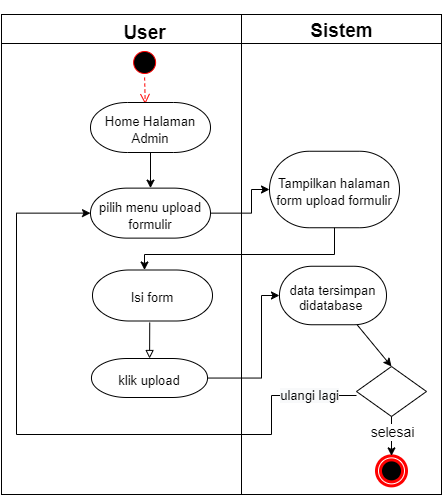 User
Sistem
Home Halaman
Admin
pilih menu upload
formulir
Tampilkan halaman
form upload formulir
Isi form
data tersimpan
didatabase
klik upload
ulangi lagi
selesai